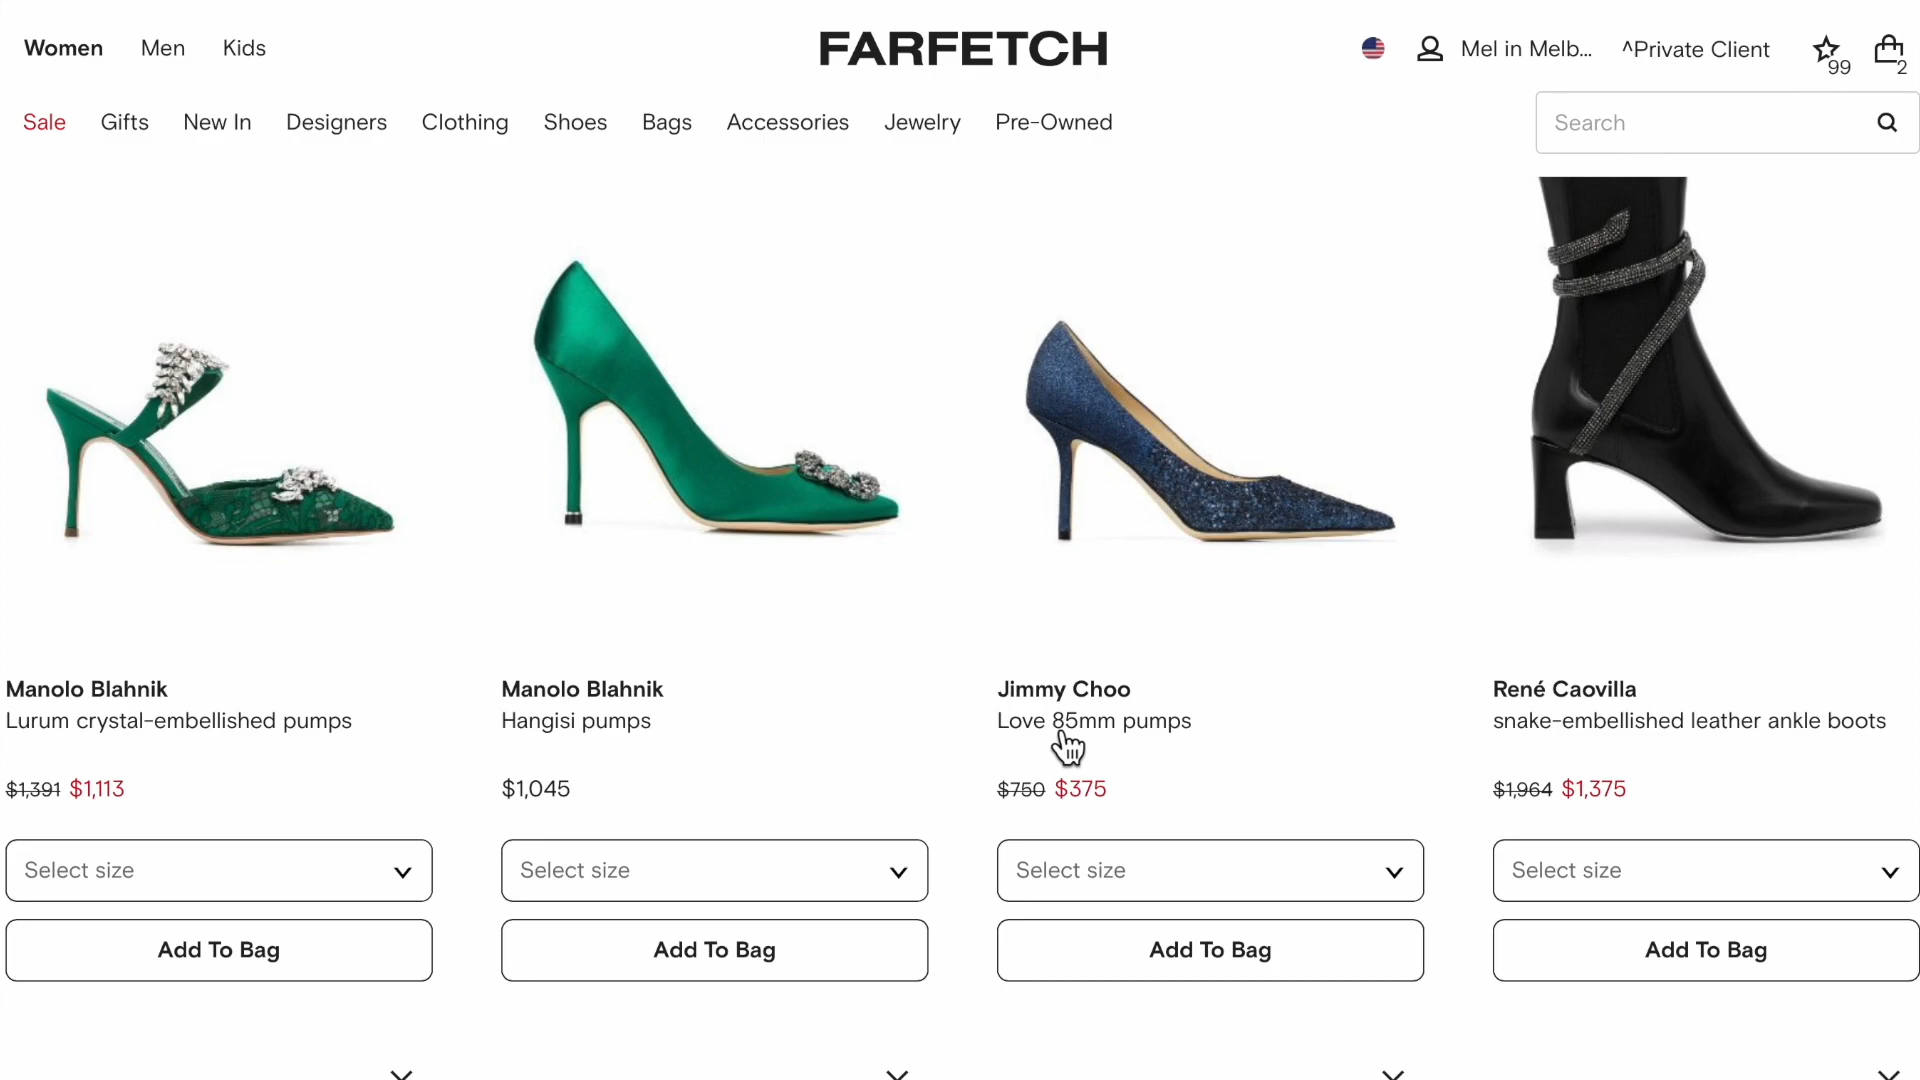 Women Men Kids FARFETCH Mel in Melb... ^Private Client 99 2
Sale Gifts New In Designers Clothing Shoes Bags Accessories Jewelry Pre-Owned Search
Manolo Blahnik
Lurum crystal-embellished pumps
$1,391 $1,113
Select size
Add To Bag
Manolo Blahnik
Hangisi pumps
$1,045
Select size
Add To Bag
Jimmy Choo
Love 85mm pumps
$750 $375
Select size
Add To Bag
René Caovilla
snake-embellished leather ankle boots
$1,964 $1,375
Select size
Add To Bag